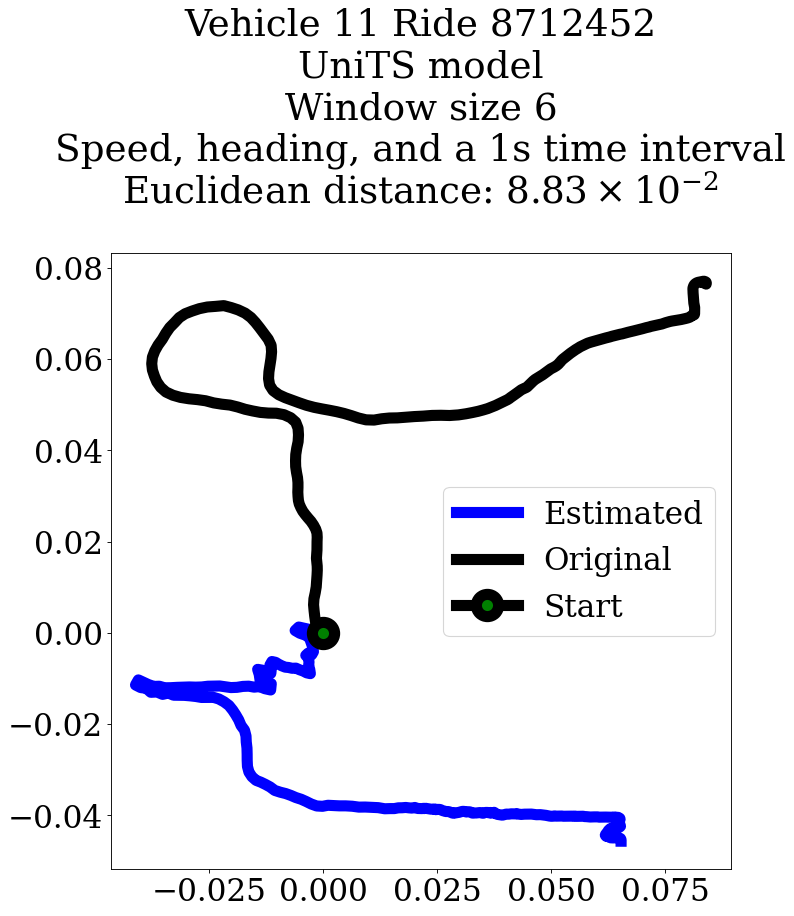 Vehicle 11 Ride 8712452
UniTS model
Window size 6
Speed, heading, and a 1s time interval
Euclidean distance: 8.83 × 10⁻²
0.08
0.06
0.04
0.02
0.00
−0.02
−0.04
Estimated
Original
Start
−0.025 0.000 0.025 0.050 0.075